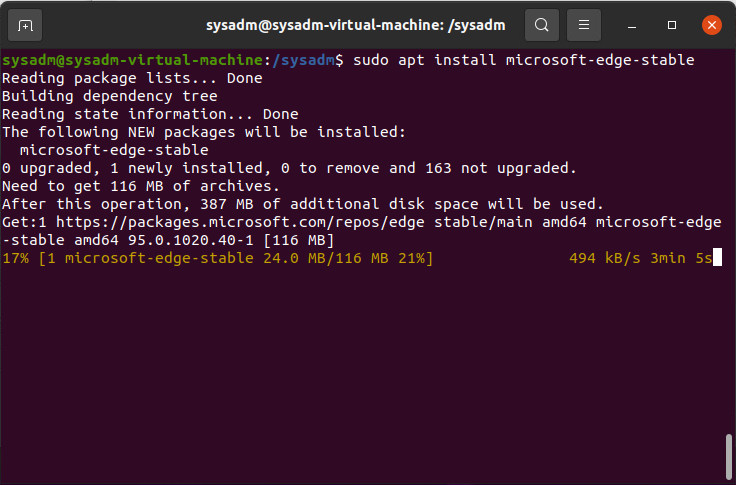 sysadm@sysadm-virtual-machine: /sysadm
sysadm@sysadm-virtual-machine:/sysadm$ sudo apt install microsoft-edge-stable
Reading package lists... Done
Building dependency tree
Reading state information... Done
The following NEW packages will be installed:
  microsoft-edge-stable
0 upgraded, 1 newly installed, 0 to remove and 163 not upgraded.
Need to get 116 MB of archives.
After this operation, 387 MB of additional disk space will be used.
Get:1 https://packages.microsoft.com/repos/edge stable/main amd64 microsoft-edge
-stable amd64 95.0.1020.40-1 [116 MB]
17% [1 microsoft-edge-stable 24.0 MB/116 MB 21%]               494 kB/s 3min 5s